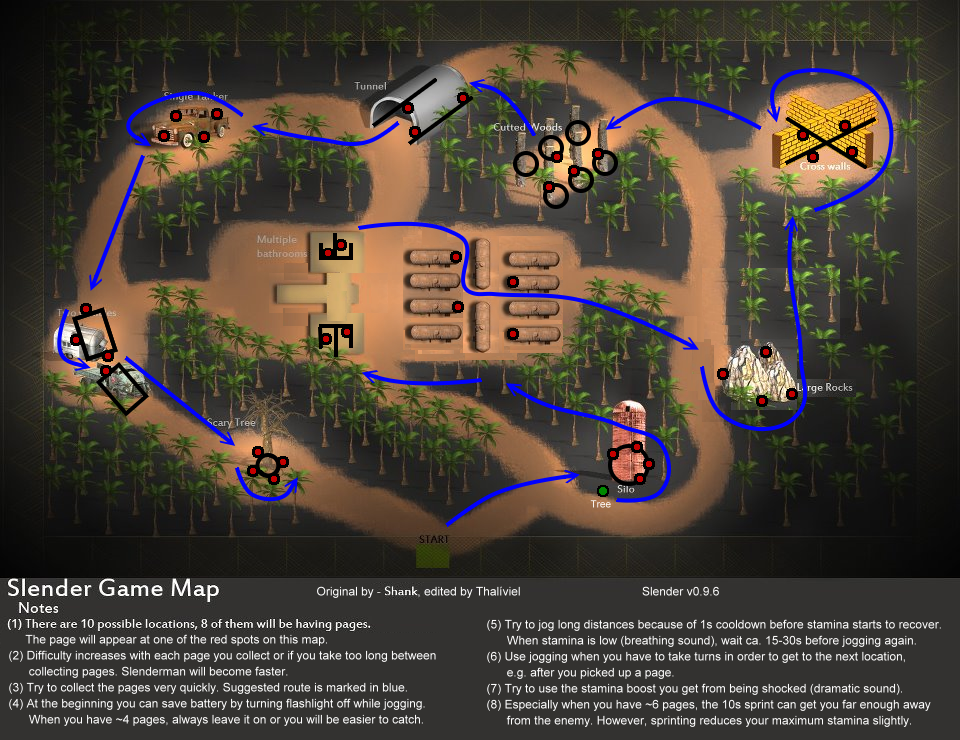 Tunnel
Single Tanker
Cutted Woods
Cross walls
Multiple
bathrooms
Large Rocks
Scary Tree
Silo
Tree
START
Slender Game Map
Original by - Shank, edited by Thalíviel
Slender v0.9.6
Notes
(1) There are 10 possible locations, 8 of them will be having pages.
The page will appear at one of the red spots on this map.
(2) Difficulty increases with each page you collect or if you take too long between
collecting pages. Slenderman will become faster.
(3) Try to collect the pages very quickly. Suggested route is marked in blue.
(4) At the beginning you can save battery by turning flashlight off while jogging.
When you have ~4 pages, always leave it on or you will be easier to catch.
(5) Try to jog long distances because of 1s cooldown before stamina starts to recover.
When stamina is low (breathing sound), wait ca. 15-30s before jogging again.
(6) Use jogging when you have to take turns in order to get to the next location,
e.g. after you picked up a page.
(7) Try to use the stamina boost you get from being shocked (dramatic sound).
(8) Especially when you have ~6 pages, the 10s sprint can get you far enough away
from the enemy. However, sprinting reduces your maximum stamina slightly.